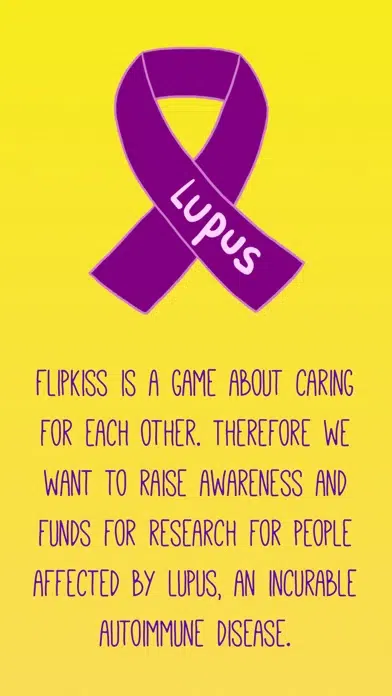 Lupus
FLIPKISS IS A GAME ABOUT CARING
FOR EACH OTHER. THEREFORE WE
WANT TO RAISE AWARENESS AND
FUNDS FOR RESEARCH FOR PEOPLE
AFFECTED BY LUPUS, AN INCURABLE
AUTOIMMUNE DISEASE.